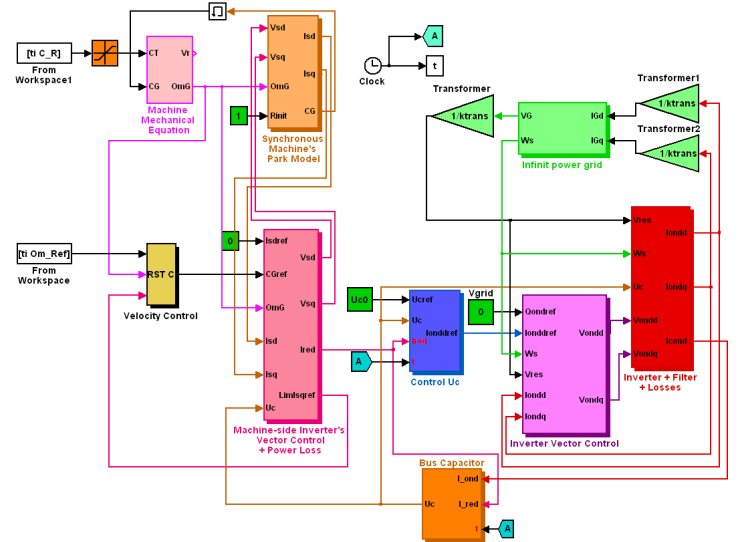 [ti C_R]
From
Workspace1
CT
Vr
CG
OmG
Machine
Mechanical
Equation
Vsd
Isd
Vsq
Isq
OmG
CG
Rinit
1
Synchronous
Machine's
Park Model
Clock
A
t
Transformer
1/ktrans
VG
IGd
Ws
IGq
Infinit power grid
Transformer1
1/ktrans
Transformer2
1/ktrans
[ti Om_Ref]
From
Workspace
RST C
Velocity Control
0
Isdref
Vsd
CGref
Vsq
OmG
Isd
Ired
Isq
LimIsqref
Uc
Machine-side Inverter's
Vector Control
+ Power Loss
Uc0
A
Ucref
Uc
Ionddref
Ired
t
Control Uc
Vgrid
0
Qondref
Ionddref
Vondd
Ws
Vres
Iondd
Vondq
Iondq
Inverter Vector Control
Vres
Iondd
Ws
Uc
Iondq
Vondd
Icond
Vondq
Inverter + Filter
+ Losses
Bus Capacitor
I_ond
Uc
I_red
t
A